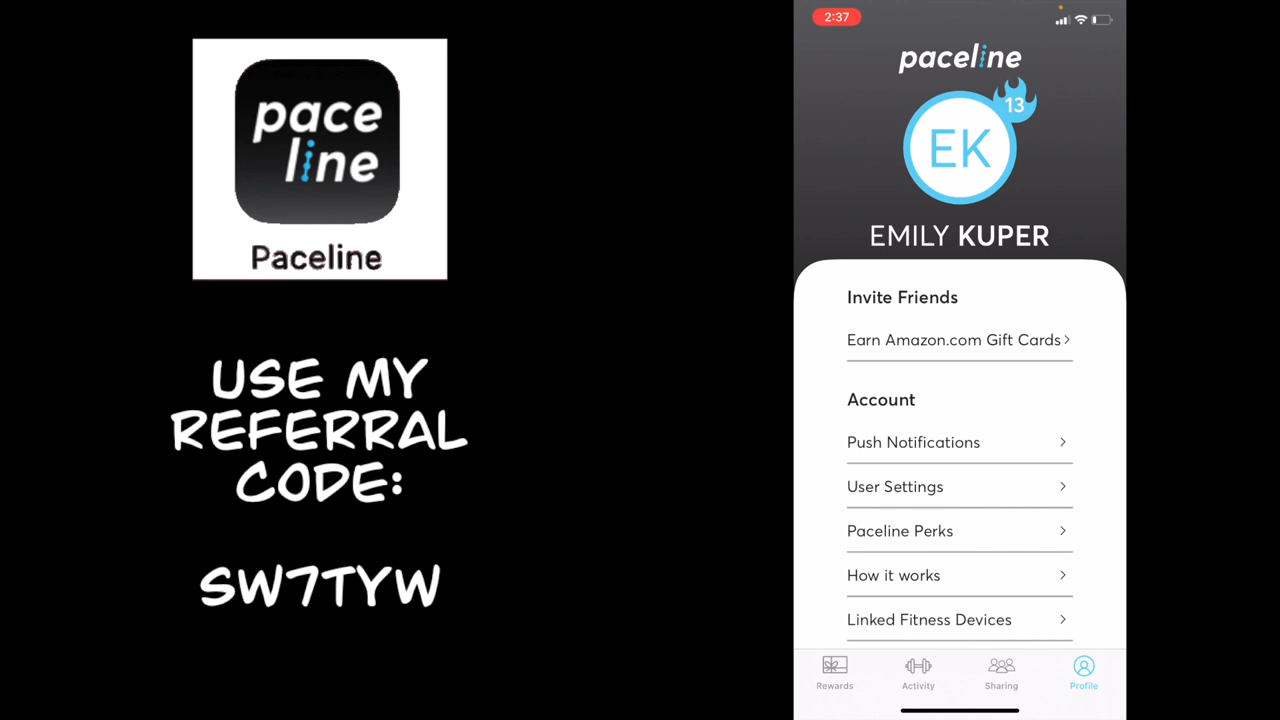 pace
line
Paceline
USE MY
REFERRAL
CODE:
SW7TYW
2:37
paceline
13
EK
EMILY KUPER
Invite Friends
Earn Amazon.com Gift Cards
Account
Push Notifications
User Settings
Paceline Perks
How it works
Linked Fitness Devices
Rewards
Activity
Sharing
Profile